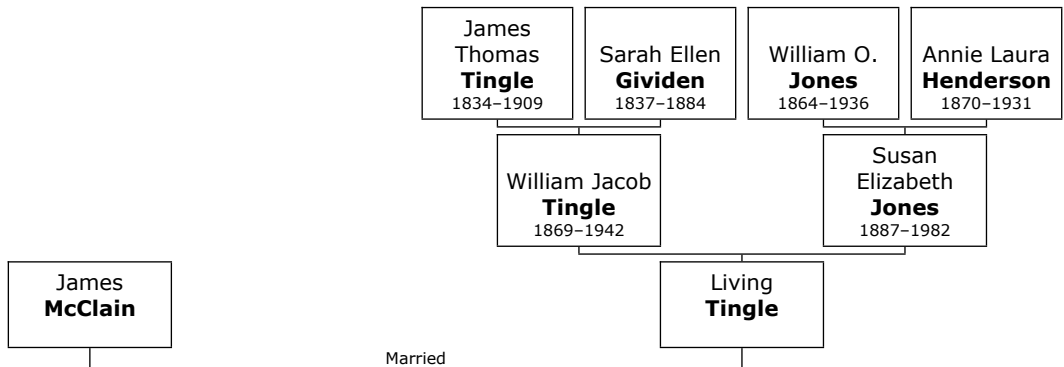 James
Thomas
Tingle
1834–1909
Sarah Ellen
Gividen
1837–1884
William O.
Jones
1864–1936
Annie Laura
Henderson
1870–1931
William Jacob
Tingle
1869–1942
Susan
Elizabeth
Jones
1887–1982
James
McClain
Living
Tingle
Married